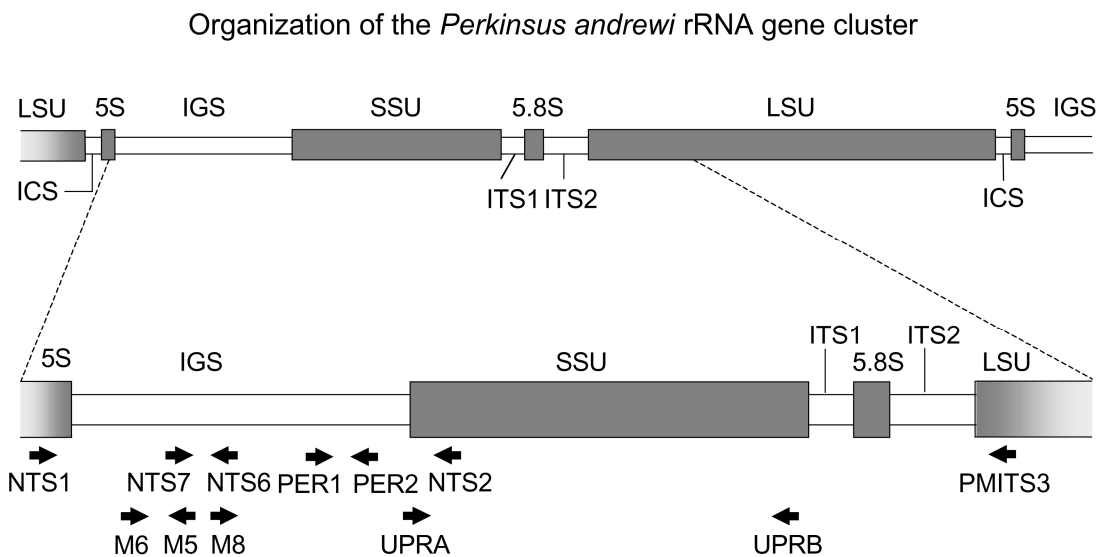 Organization of the Perkinsus andrewi rRNA gene cluster
LSU 5S IGS SSU 5.8S LSU 5S IGS
ICS ITS1 ITS2 ICS
ITS1 ITS2
5S IGS SSU 5.8S LSU
NTS1 NTS7 NTS6 PER1 PER2 NTS2 PMITS3
M6 M5 M8 UPRA UPRB